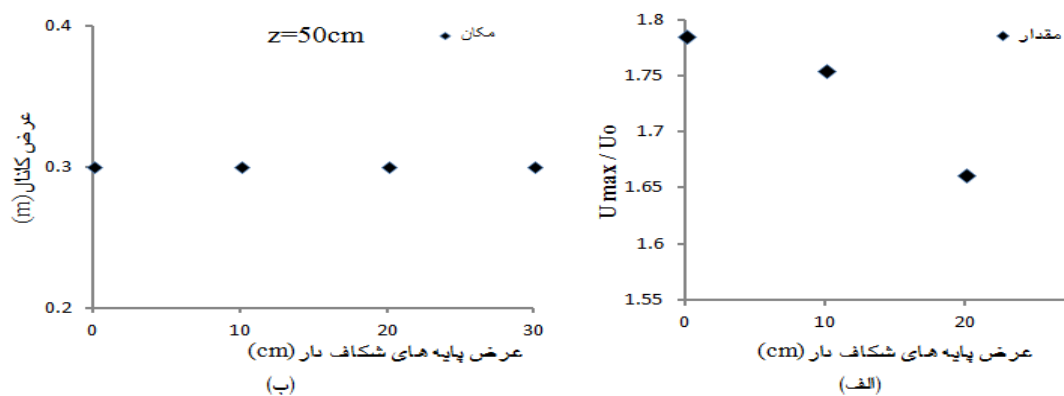 0.4
0.3
0.2
0
10
20
30
z=50cm
مکان
عرض کانال(m)
عرض پایه های شکاف دار (cm)
(ب)
1.8
1.75
1.7
1.65
1.6
1.55
0
10
20
مقدار
Umax / Uo
عرض پایه های شکاف دار (cm)
(الف)